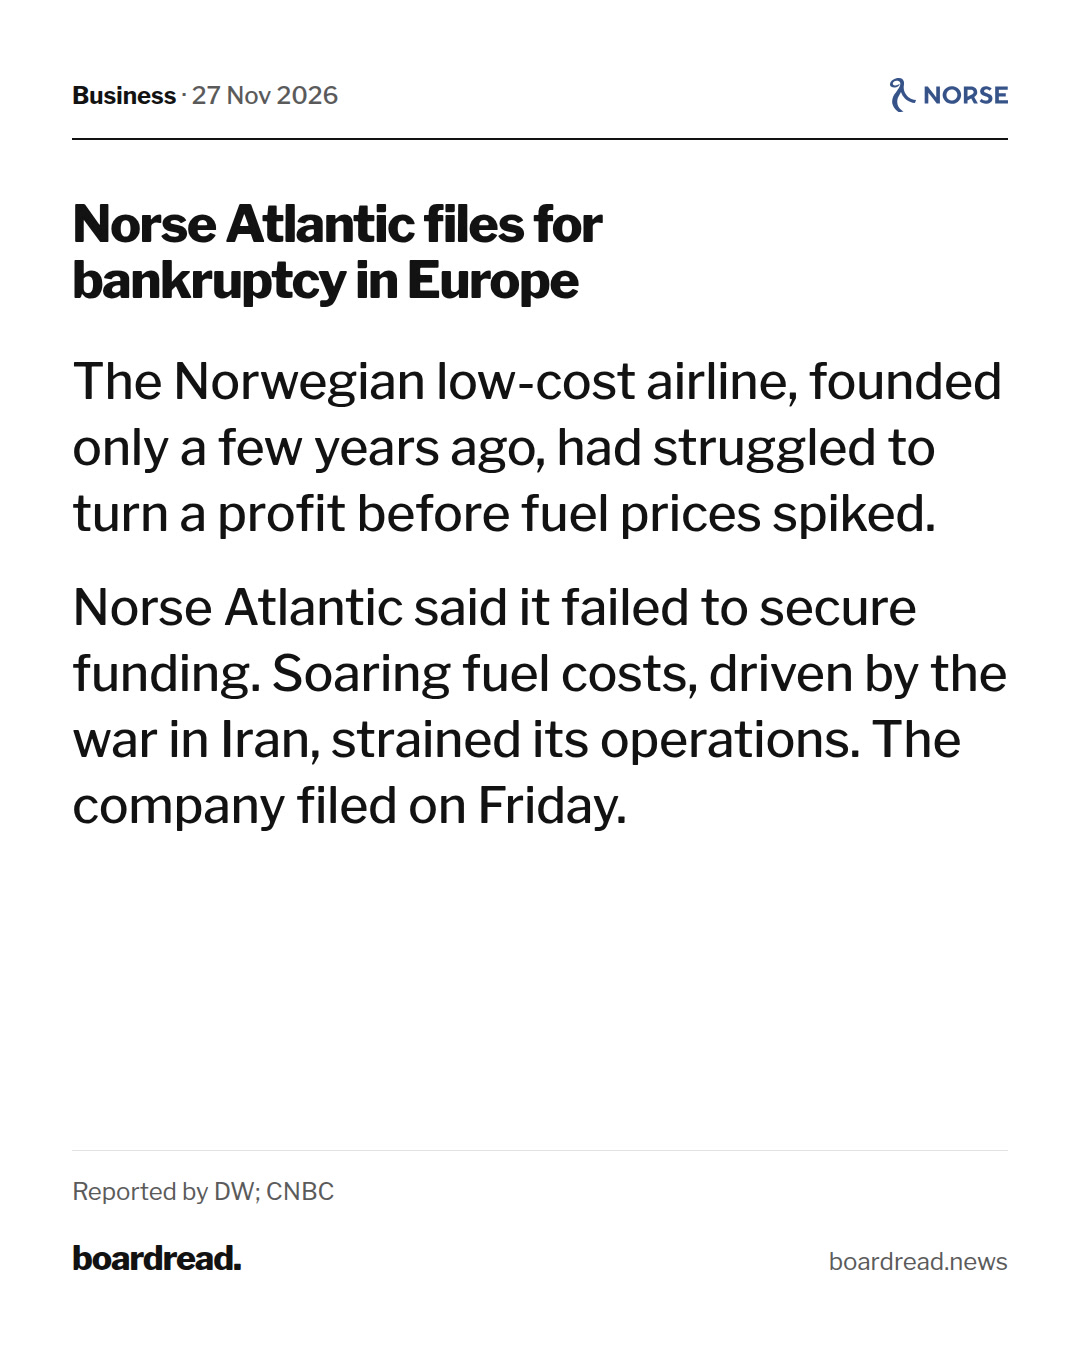 Business · 27 Nov 2026
NORSE
Norse Atlantic files for
bankruptcy in Europe
The Norwegian low-cost airline, founded
only a few years ago, had struggled to
turn a profit before fuel prices spiked.
Norse Atlantic said it failed to secure
funding. Soaring fuel costs, driven by the
war in Iran, strained its operations. The
company filed on Friday.
Reported by DW; CNBC
boardread.
boardread.news